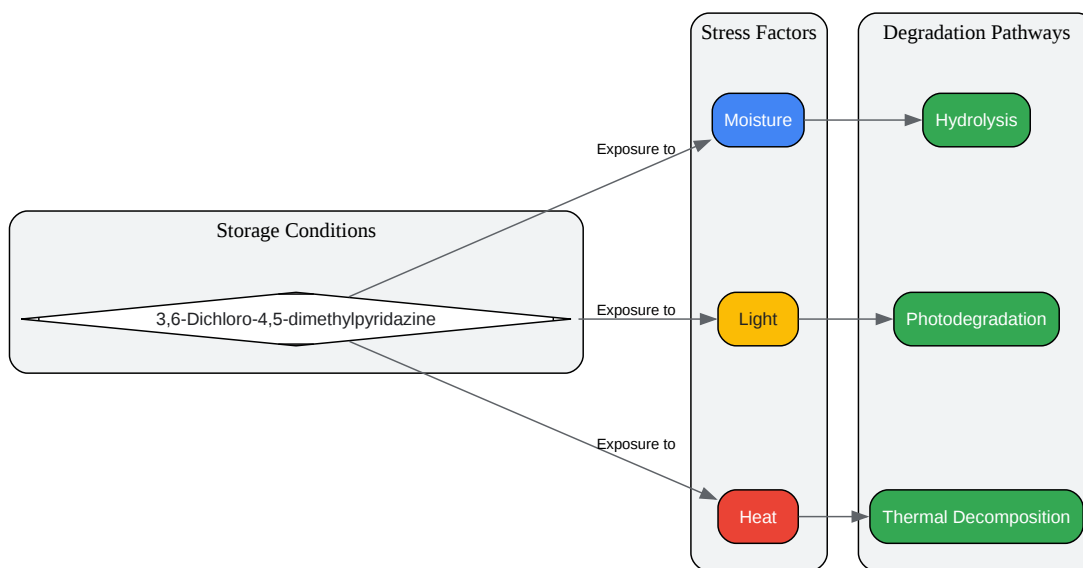 Stress Factors
Degradation Pathways
Moisture
Hydrolysis
Exposure to
Storage Conditions
3,6-Dichloro-4,5-dimethylpyridazine
Exposure to
Light
Photodegradation
Exposure to
Heat
Thermal Decomposition